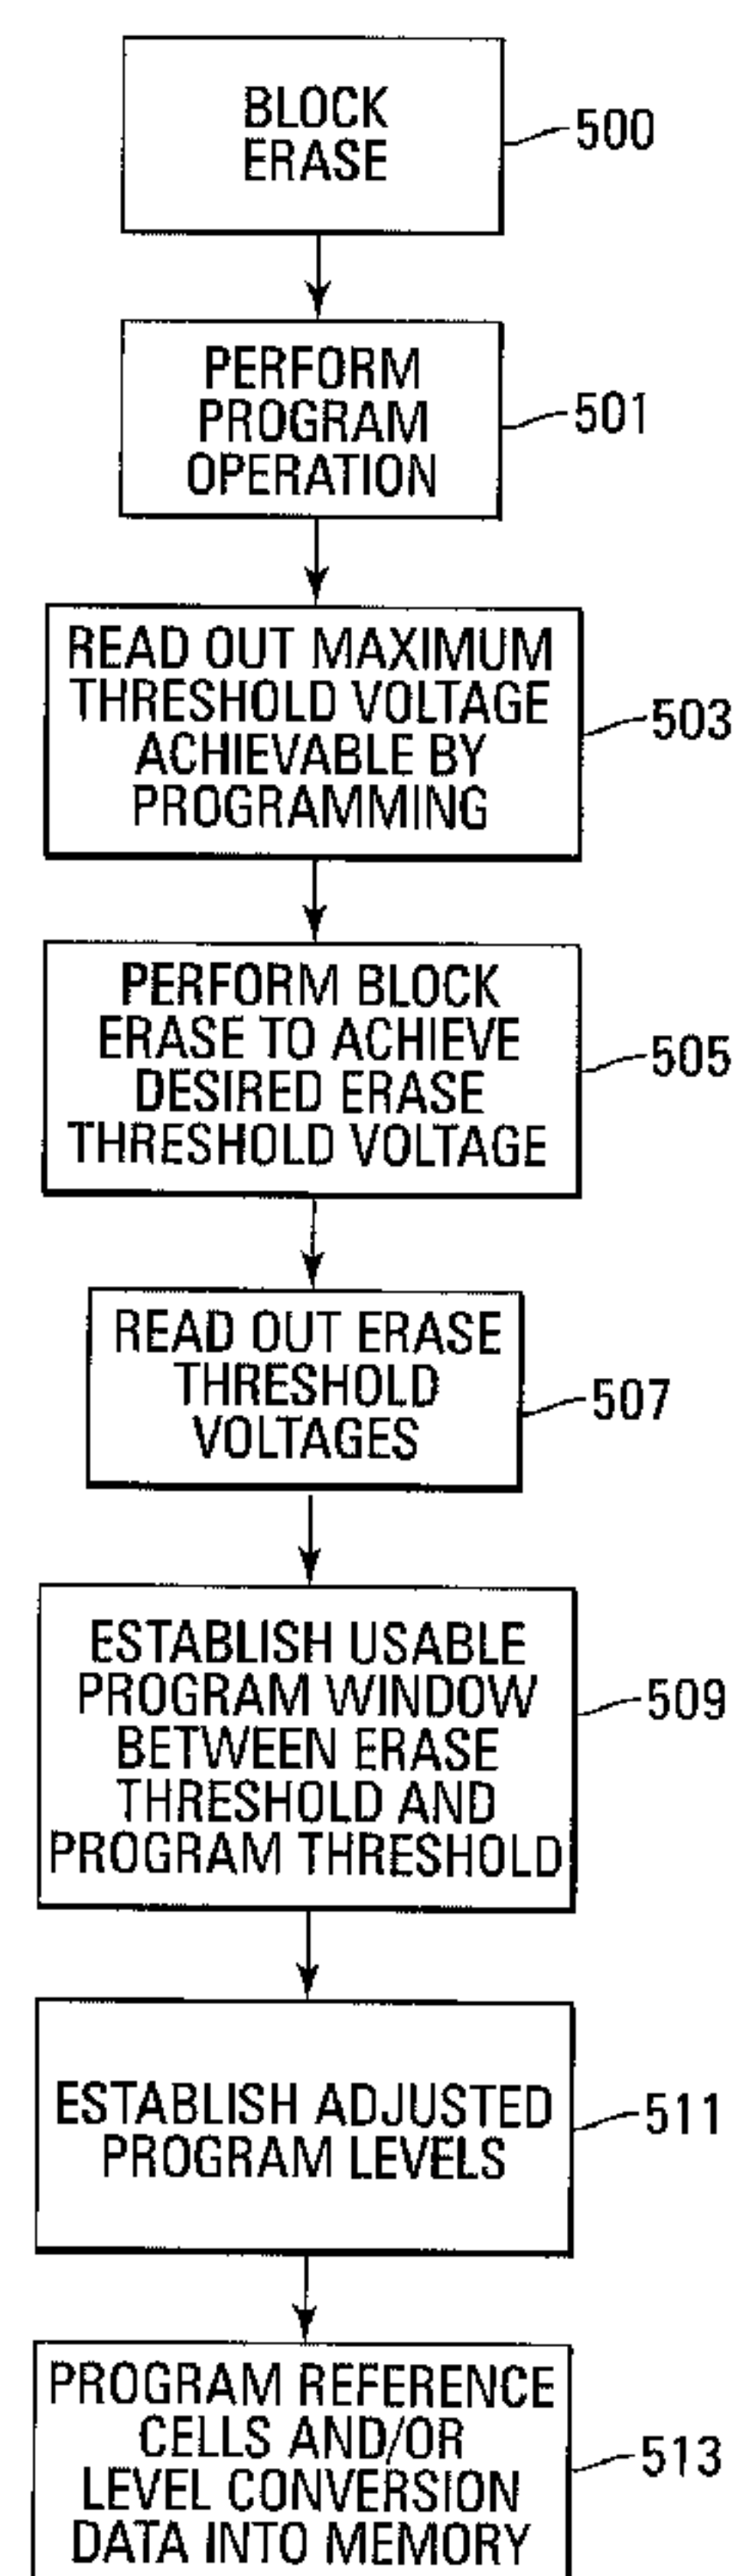 BLOCK
ERASE
500
PERFORM
PROGRAM
OPERATION
501
READ OUT MAXIMUM
THRESHOLD VOLTAGE
ACHIEVABLE BY
PROGRAMMING
503
PERFORM BLOCK
ERASE TO ACHIEVE
DESIRED ERASE
THRESHOLD VOLTAGE
505
READ OUT ERASE
THRESHOLD
VOLTAGES
507
ESTABLISH USABLE
PROGRAM WINDOW
BETWEEN ERASE
THRESHOLD AND
PROGRAM THRESHOLD
509
ESTABLISH ADJUSTED
PROGRAM LEVELS
511
PROGRAM REFERENCE
CELLS AND/OR
LEVEL CONVERSION
DATA INTO MEMORY
513